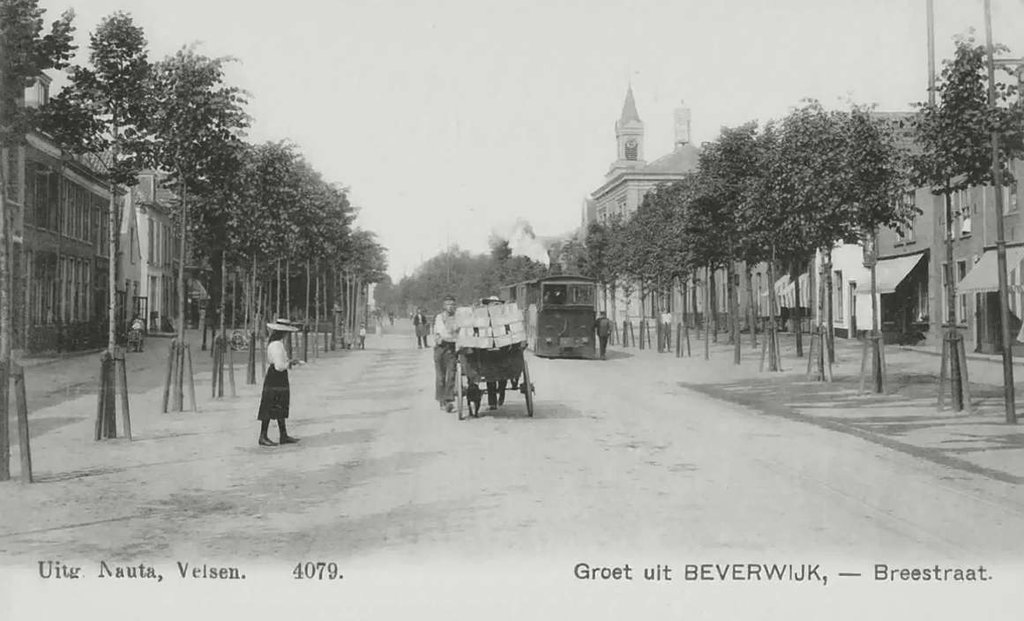 Uitg. Nauta, Velsen. 4079. Groet uit BEVERWIJK, — Breestraat.